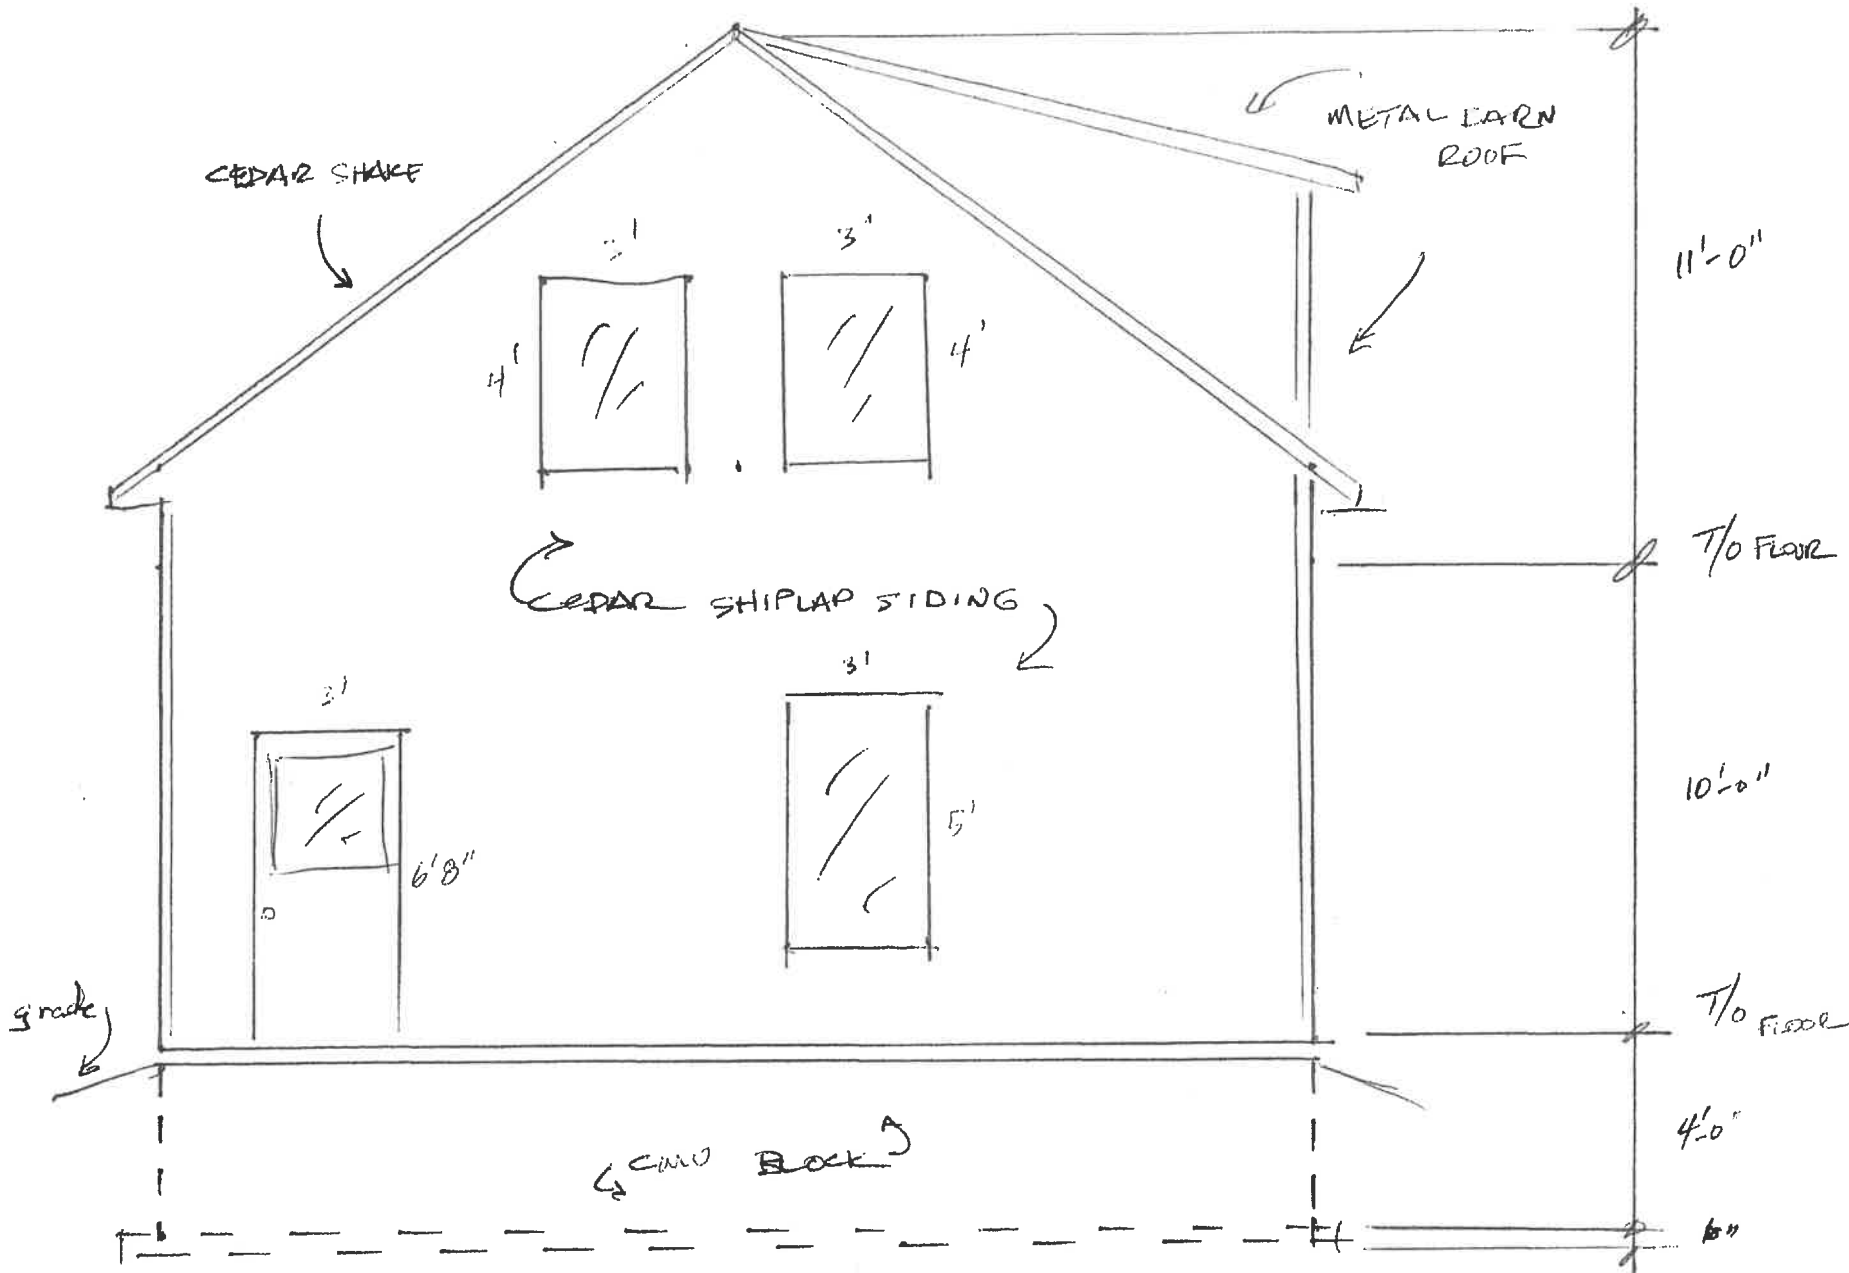 METAL BARN
ROOF
CEDAR SHAKE
3'
3'
11'-0"
4'
4'
T/O FLOOR
CEDAR SHIPLAP SIDING
3'
3'
10'-0"
5'
6'8"
grade
T/O FLOOR
4'-0"
CMU BLOCK